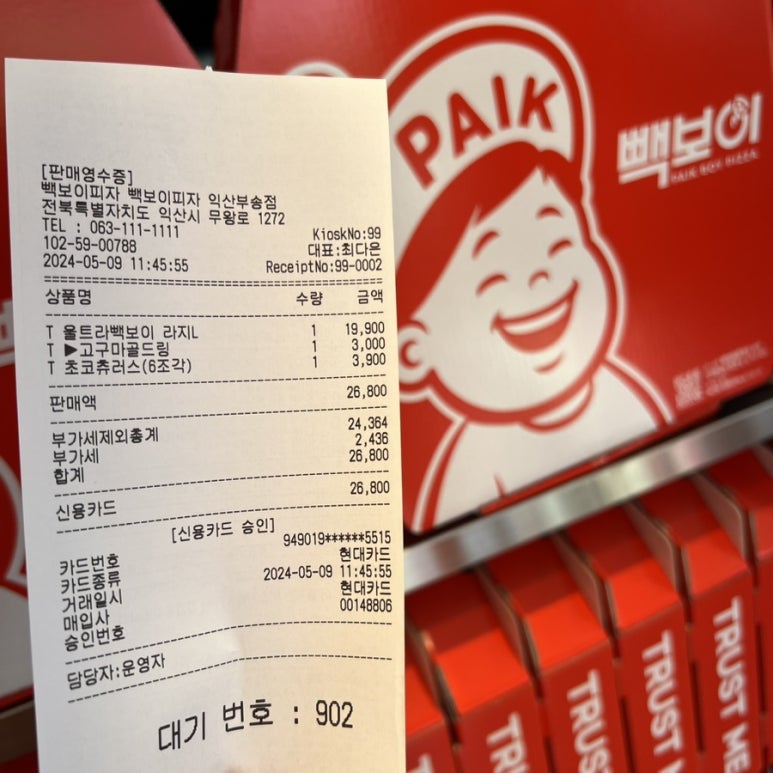 [판매영수증]
빽보이피자 빽보이피자 익산부송점
전북특별자치도 익산시 무왕로 1272
TEL : 063-111-1111 KioskNo:99
102-59-00788 대표:최다은
2024-05-09 11:45:55 ReceiptNo:99-0002
상품명 수량 금액
T 울트라빽보이 라지L 1 19,900
T ▶고구마골드링 1 3,000
T 초코츄러스(6조각) 1 3,900
판매액 26,800
부가세제외총계 24,364
부가세 2,436
합계 26,800
신용카드 26,800
[신용카드 승인]
카드번호 949019******5515
카드종류 현대카드
거래일시 2024-05-09 11:45:55
매입사 현대카드
승인번호 00148806
담당자:운영자
대기 번호 : 902
PAIK
빽보이
PAIK BOY PIZZA
TRUST
TRUST
TRUST ME
TRUST ME